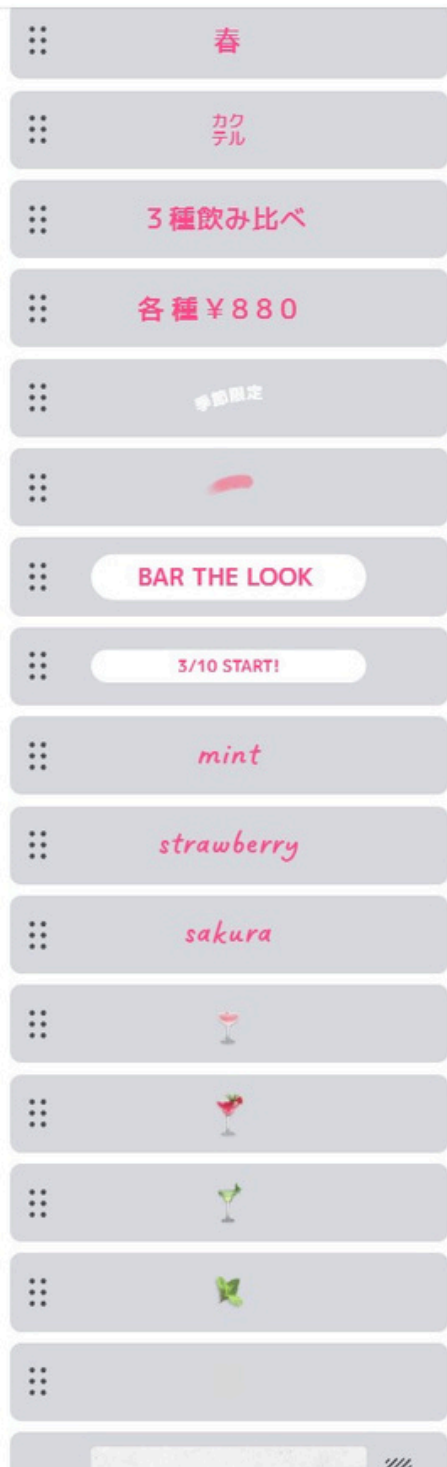 春
カク
テル
３種飲み比べ
各種￥８８０
季節限定
BAR THE LOOK
3/10 START!
mint
strawberry
sakura